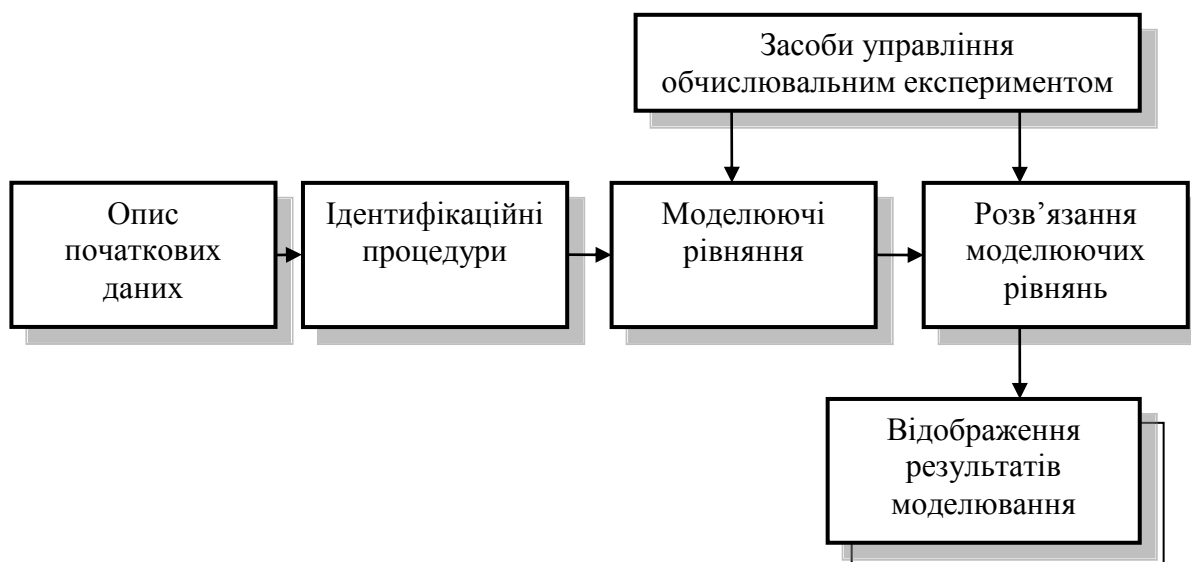 Засоби управління
обчислювальним експериментом
Опис
початкових
даних
Ідентифікаційні
процедури
Моделюючі
рівняння
Розв’язання
моделюючих
рівнянь
Відображення
результатів
моделювання